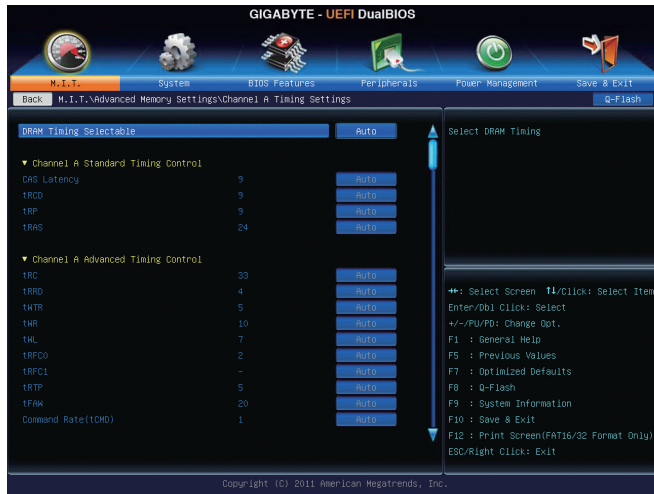 GIGABYTE - UEFI DualBIOS
M.I.T. System BIOS Features Peripherals Power Management Save & Exit
Back M.I.T.\Advanced Memory Settings\Channel A Timing Settings Q-Flash
DRAM Timing Selectable Auto
Select DRAM Timing
▼ Channel A Standard Timing Control
CAS Latency 9 Auto
tRCD 9 Auto
tRP 9 Auto
tRAS 24 Auto
▼ Channel A Advanced Timing Control
tRC 33 Auto
tRRD 4 Auto
tWTR 5 Auto
tWR 10 Auto
tWL 7 Auto
tRFC0 2 Auto
tRFC1 - Auto
tRTP 5 Auto
tFAW 20 Auto
Command Rate(tCMD) 1 Auto
→←: Select Screen ↑↓/Click: Select Item
Enter/Dbl Click: Select
+/-/PU/PD: Change Opt.
F1 : General Help
F5 : Previous Values
F7 : Optimized Defaults
F8 : Q-Flash
F9 : System Information
F10 : Save & Exit
F12 : Print Screen(FAT16/32 Format Only)
ESC/Right Click: Exit
Copyright (C) 2011 American Megatrends, Inc.